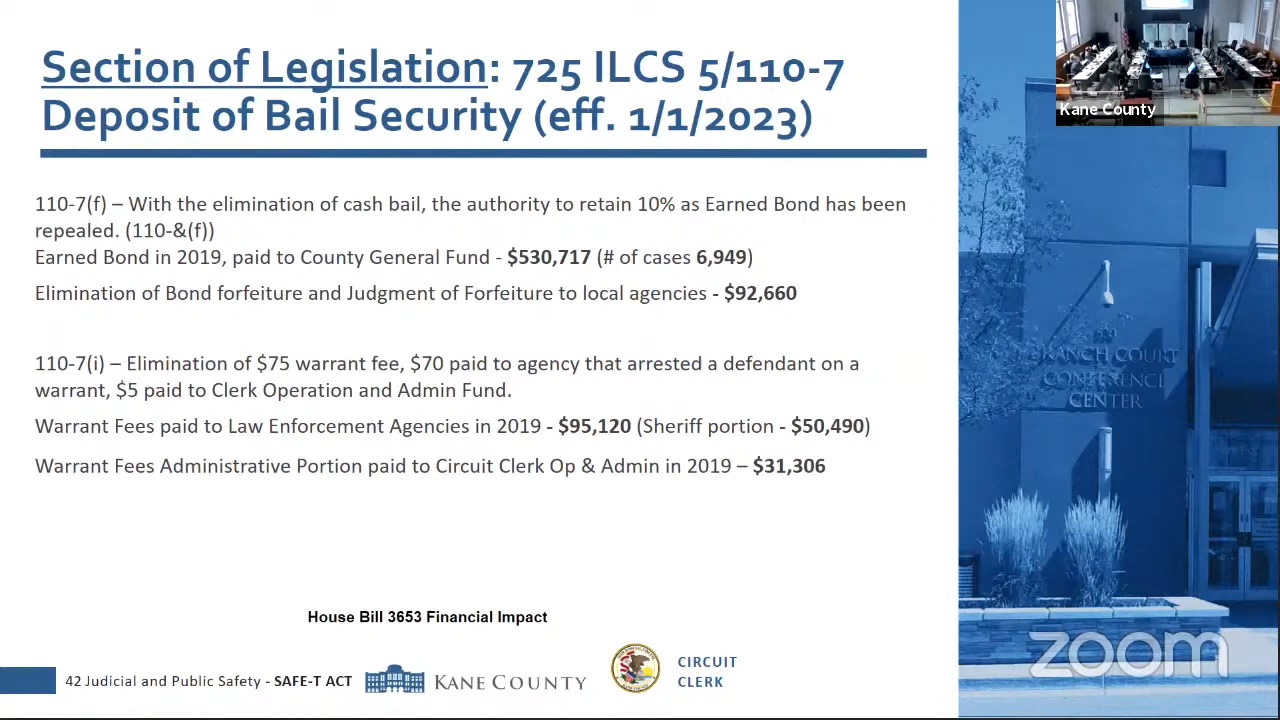 Section of Legislation: 725 ILCS 5/110-7
Deposit of Bail Security (eff. 1/1/2023)
Kane County
110-7(f) – With the elimination of cash bail, the authority to retain 10% as Earned Bond has been
repealed. (110-&(f))
Earned Bond in 2019, paid to County General Fund - $530,717 (# of cases 6,949)
Elimination of Bond forfeiture and Judgment of Forfeiture to local agencies - $92,660
110-7(i) – Elimination of $75 warrant fee, $70 paid to agency that arrested a defendant on a
warrant, $5 paid to Clerk Operation and Admin Fund.
Warrant Fees paid to Law Enforcement Agencies in 2019 - $95,120 (Sheriff portion - $50,490)
Warrant Fees Administrative Portion paid to Circuit Clerk Op & Admin in 2019 – $31,306
BRANCH COURT
CONFERENCE
CENTER
House Bill 3653 Financial Impact
42 Judicial and Public Safety - SAFE-T ACT
KANE COUNTY
CIRCUIT
CLERK
zoom